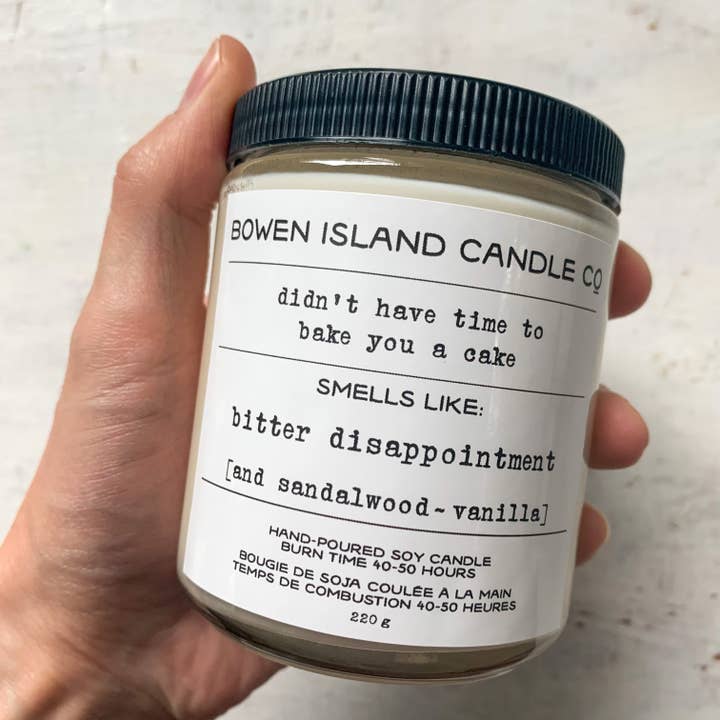 BOWEN ISLAND CANDLE CO
didn't have time to
bake you a cake
SMELLS LIKE:
bitter disappointment
[and sandalwood~vanilla]
HAND-POURED SOY CANDLE
BURN TIME 40-50 HOURS
BOUGIE DE SOJA COULÉE A LA MAIN
TEMPS DE COMBUSTION 40-50 HEURES
220 g